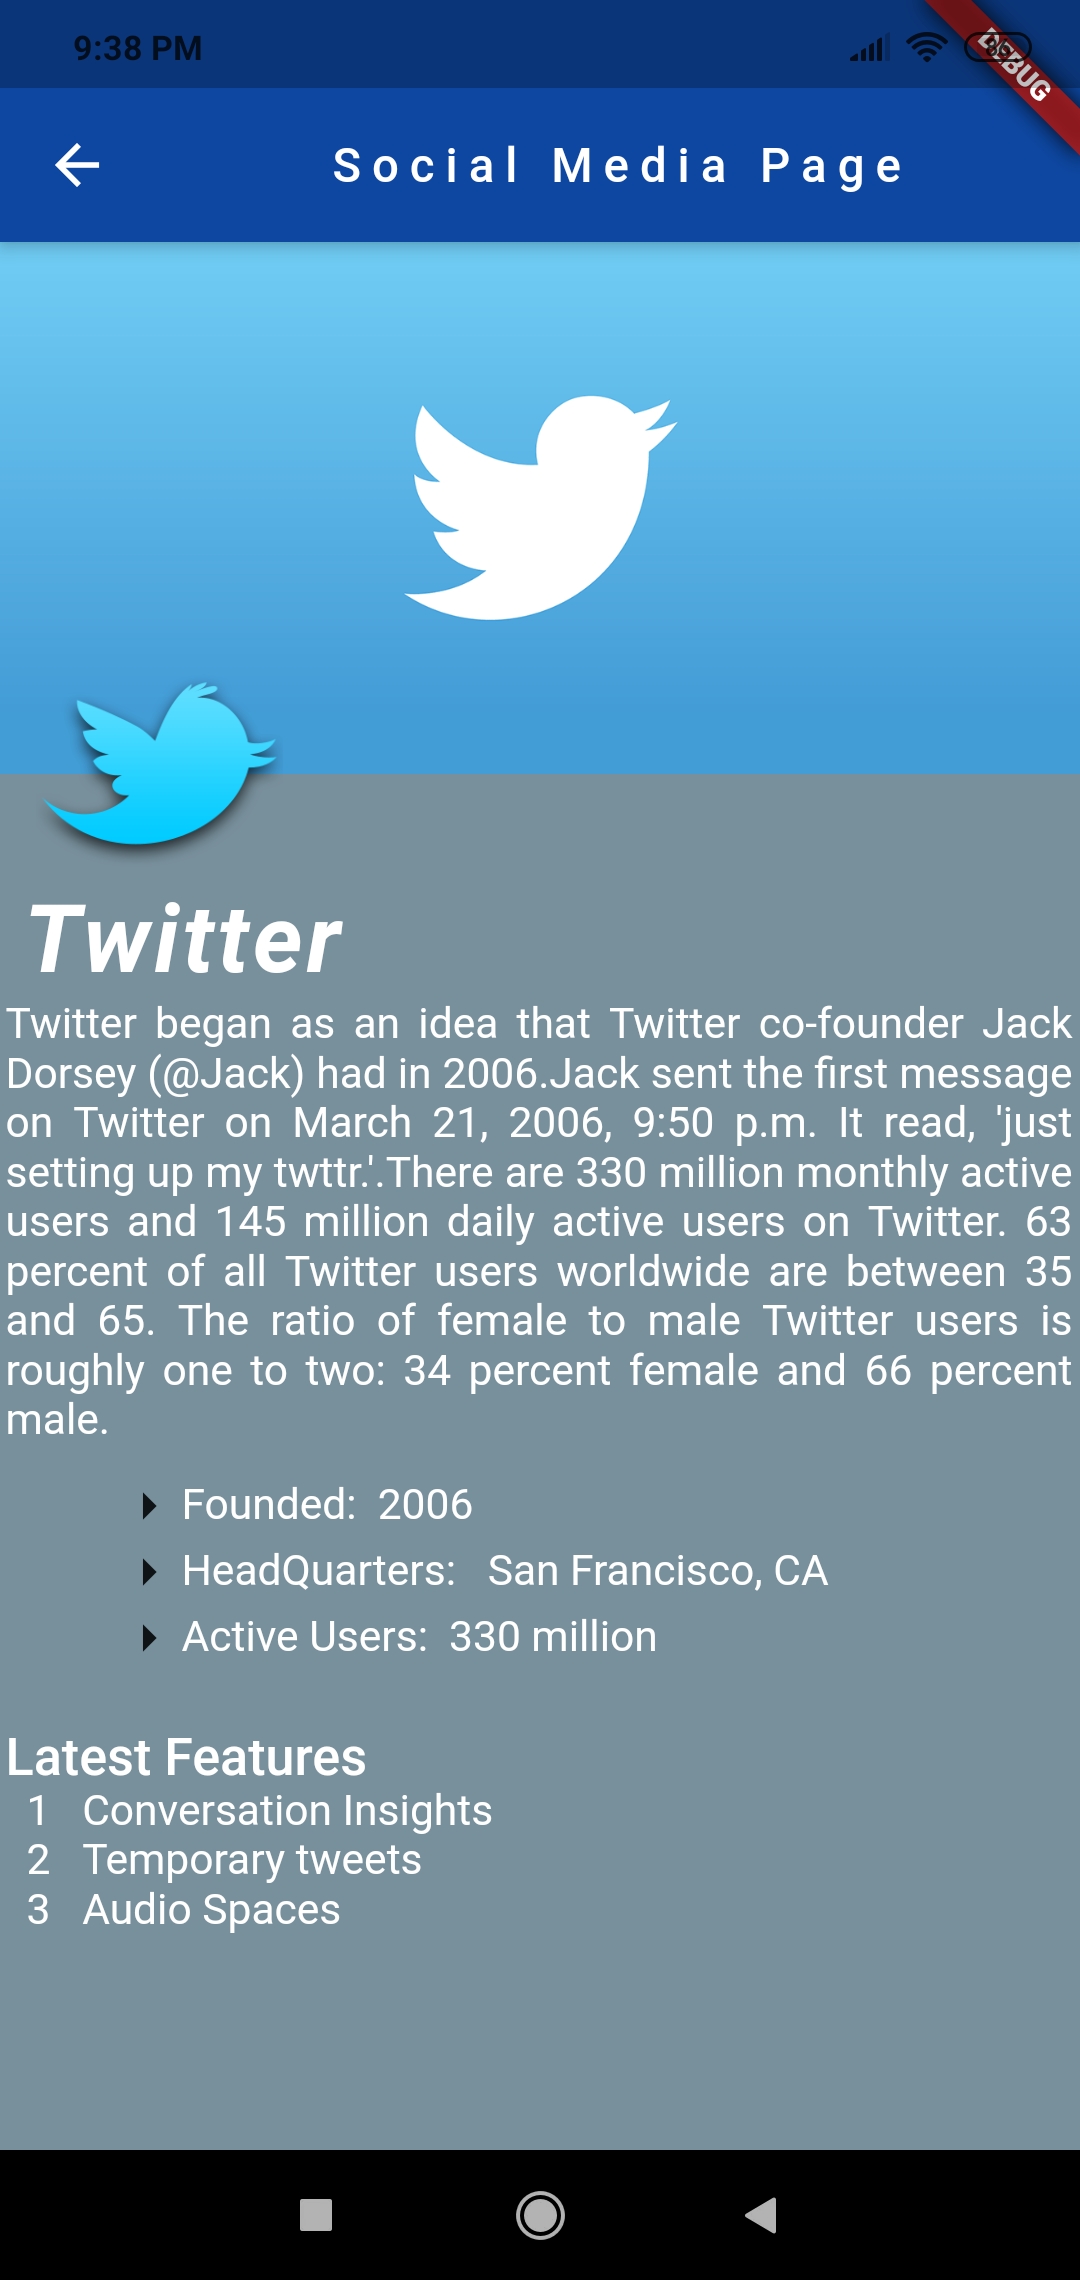 9:38 PM
DEBUG
Social Media Page
Twitter
Twitter began as an idea that Twitter co-founder Jack
Dorsey (@Jack) had in 2006.Jack sent the first message
on Twitter on March 21, 2006, 9:50 p.m. It read, 'just
setting up my twttr.'.There are 330 million monthly active
users and 145 million daily active users on Twitter. 63
percent of all Twitter users worldwide are between 35
and 65. The ratio of female to male Twitter users is
roughly one to two: 34 percent female and 66 percent
male.
Founded: 2006
HeadQuarters: San Francisco, CA
Active Users: 330 million
Latest Features
1 Conversation Insights
2 Temporary tweets
3 Audio Spaces